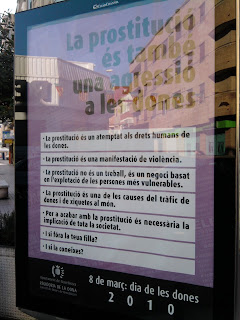 La prostitució
és també
una agressió
a les dones
· La prostitució és un atemptat als drets humans de
les dones.
· La prostitució és una manifestació de violència.
· La prostitució no és un treball, és un negoci basat
en l'explotació de les persones més vulnerables.
· La prostitució és una de les causes del tràfic de
dones i de xiquetes al món.
· Per a acabar amb la prostitució és necessària la
implicació de tota la societat.
· I si fóra la teua filla?
· I si la coneixes?
8 de març: dia de les dones
2 0 1 0